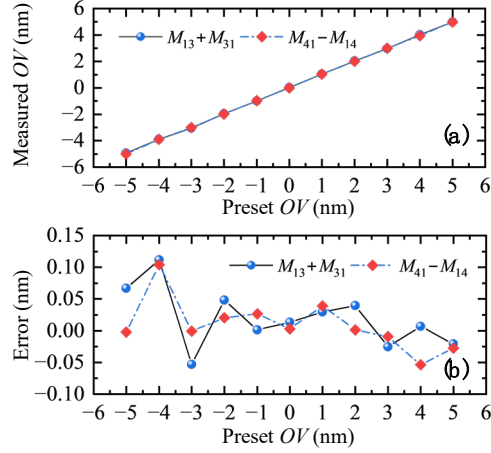 6
4
2
0
−2
−4
6
Measured OV (nm)
M13+M31
M41−M14
(a)
−6 −5 −4 −3 −2 −1 0 1 2 3 4 5 6
Preset OV (nm)
0.15
0.10
0.05
0.00
−0.05
−0.10
Error (nm)
M13+M31
M41−M14
(b)
−6 −5 −4 −3 −2 −1 0 1 2 3 4 5 6
Preset OV (nm)